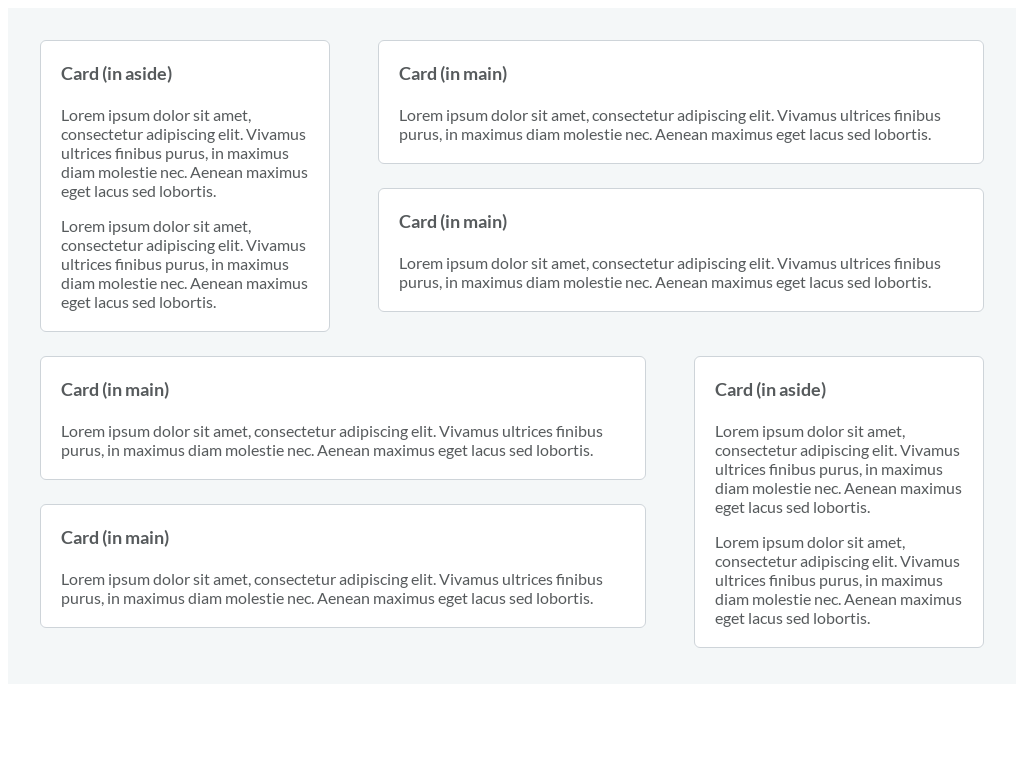 Card (in aside)
Lorem ipsum dolor sit amet,
consectetur adipiscing elit. Vivamus
ultrices finibus purus, in maximus
diam molestie nec. Aenean maximus
eget lacus sed lobortis.
Lorem ipsum dolor sit amet,
consectetur adipiscing elit. Vivamus
ultrices finibus purus, in maximus
diam molestie nec. Aenean maximus
eget lacus sed lobortis.
Card (in main)
Lorem ipsum dolor sit amet, consectetur adipiscing elit. Vivamus ultrices finibus
purus, in maximus diam molestie nec. Aenean maximus eget lacus sed lobortis.
Card (in main)
Lorem ipsum dolor sit amet, consectetur adipiscing elit. Vivamus ultrices finibus
purus, in maximus diam molestie nec. Aenean maximus eget lacus sed lobortis.
Card (in main)
Lorem ipsum dolor sit amet, consectetur adipiscing elit. Vivamus ultrices finibus
purus, in maximus diam molestie nec. Aenean maximus eget lacus sed lobortis.
Card (in main)
Lorem ipsum dolor sit amet, consectetur adipiscing elit. Vivamus ultrices finibus
purus, in maximus diam molestie nec. Aenean maximus eget lacus sed lobortis.
Card (in aside)
Lorem ipsum dolor sit amet,
consectetur adipiscing elit. Vivamus
ultrices finibus purus, in maximus
diam molestie nec. Aenean maximus
eget lacus sed lobortis.
Lorem ipsum dolor sit amet,
consectetur adipiscing elit. Vivamus
ultrices finibus purus, in maximus
diam molestie nec. Aenean maximus
eget lacus sed lobortis.